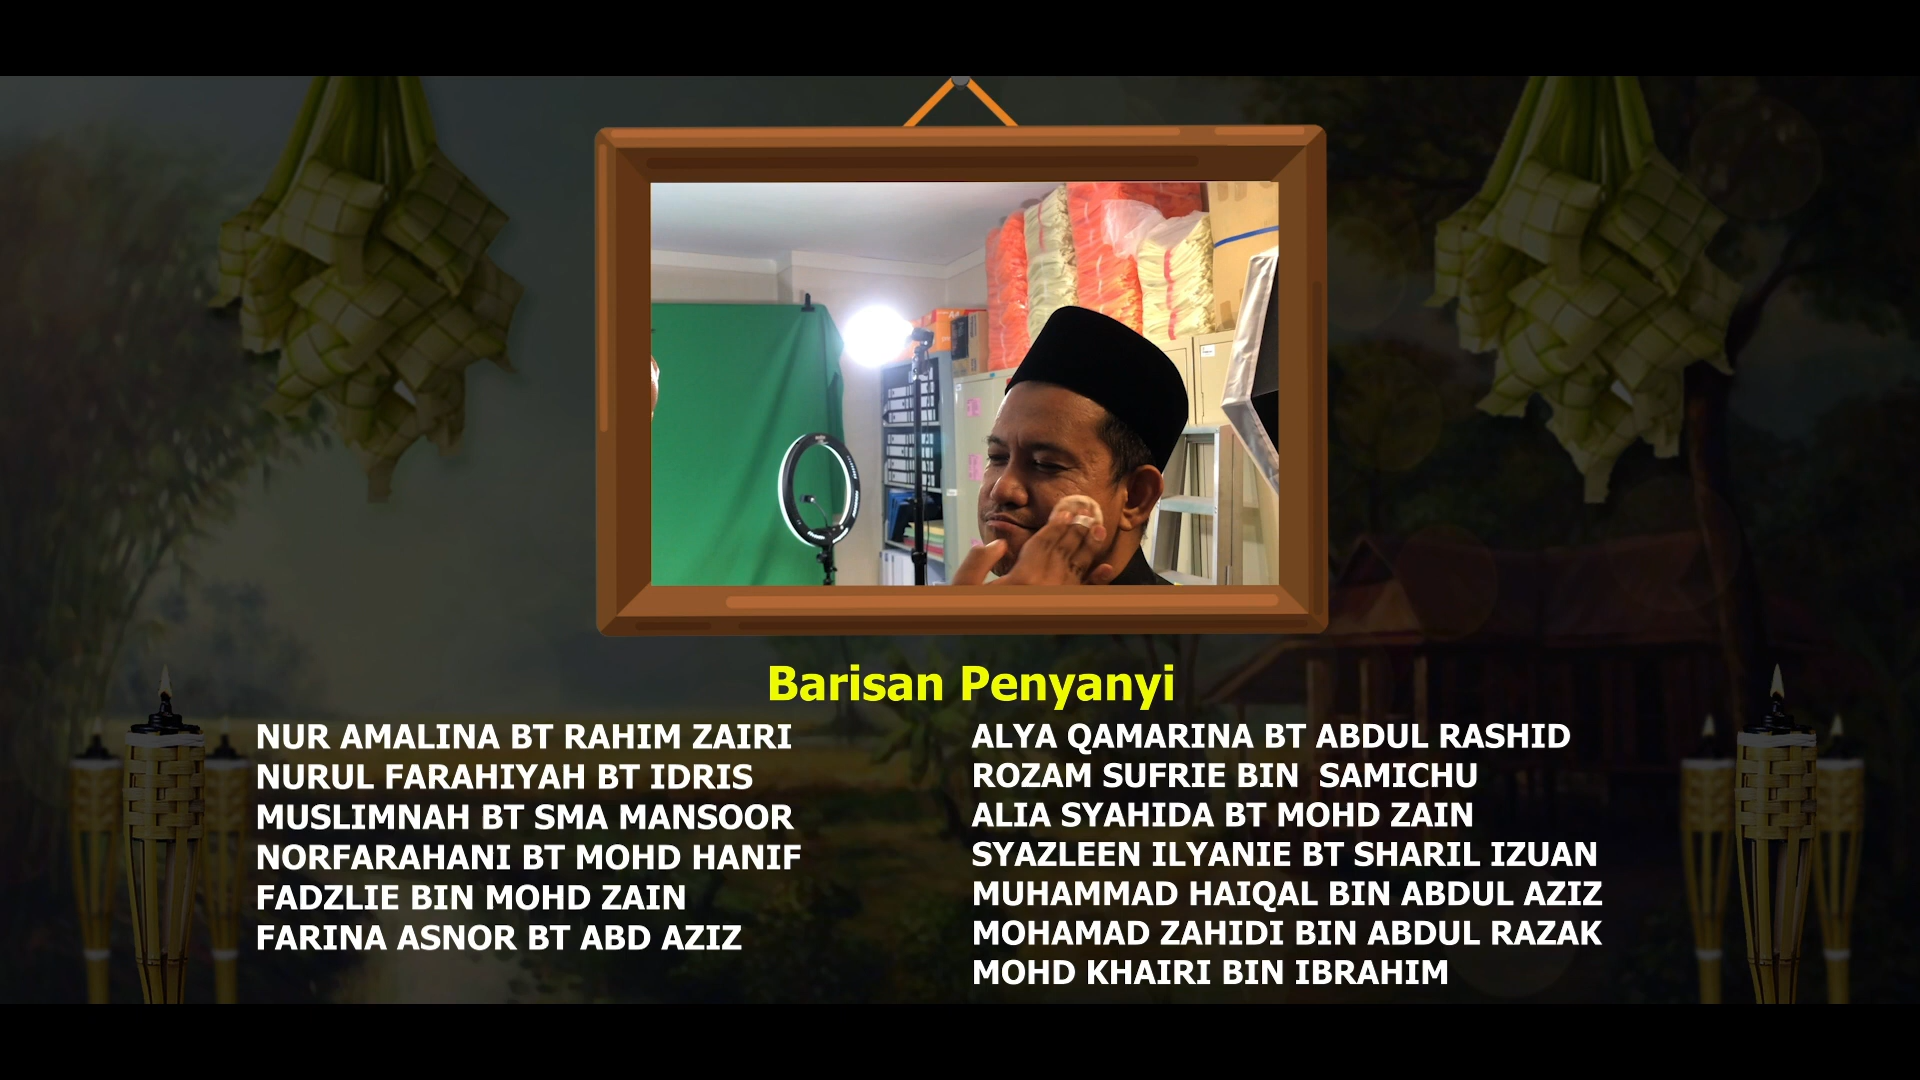 Barisan Penyanyi
NUR AMALINA BT RAHIM ZAIRI
NURUL FARAHIYAH BT IDRIS
MUSLIMNAH BT SMA MANSOOR
NORFARAHANI BT MOHD HANIF
FADZLIE BIN MOHD ZAIN
FARINA ASNOR BT ABD AZIZ
ALYA QAMARINA BT ABDUL RASHID
ROZAM SUFRIE BIN  SAMICHU
ALIA SYAHIDA BT MOHD ZAIN
SYAZLEEN ILYANIE BT SHARIL IZUAN
MUHAMMAD HAIQAL BIN ABDUL AZIZ
MOHAMAD ZAHIDI BIN ABDUL RAZAK
MOHD KHAIRI BIN IBRAHIM